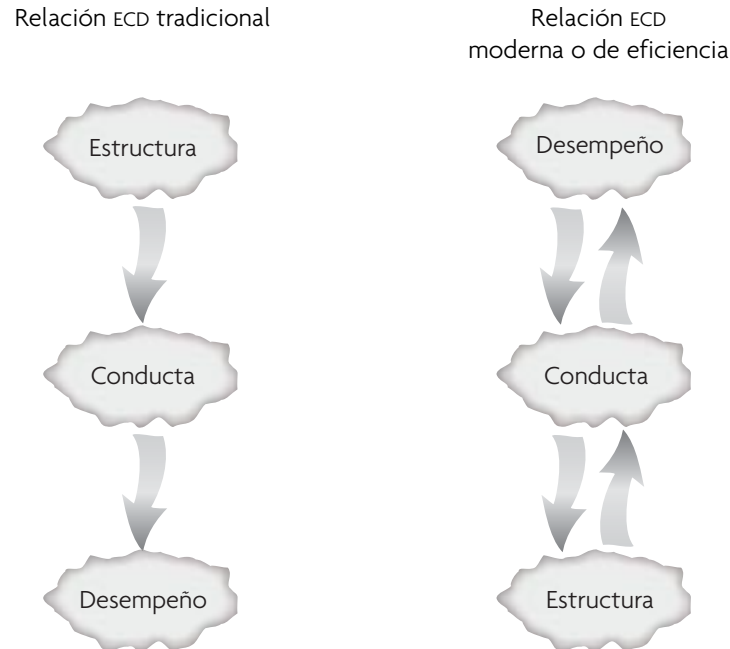 Relación ECD tradicional
Estructura
Conducta
Desempeño
Relación ECD
moderna o de eficiencia
Desempeño
Conducta
Estructura